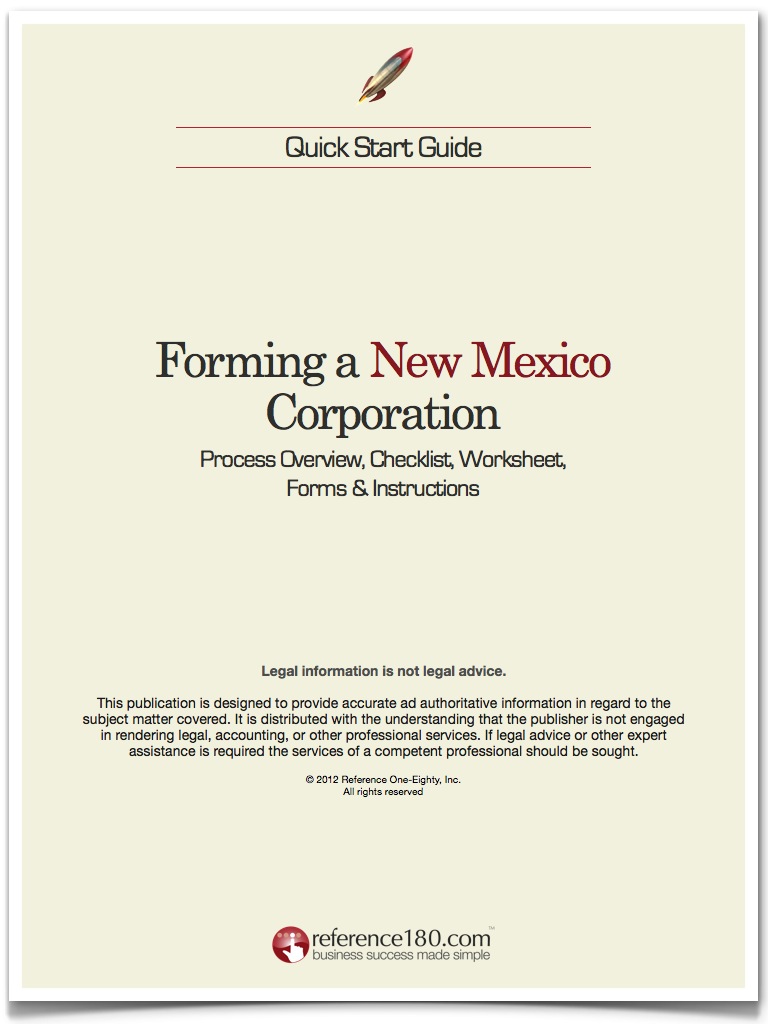 Quick Start Guide
Forming a New Mexico
Corporation
Process Overview, Checklist, Worksheet,
Forms & Instructions
Legal information is not legal advice.
This publication is designed to provide accurate ad authoritative information in regard to the
subject matter covered. It is distributed with the understanding that the publisher is not engaged
in rendering legal, accounting, or other professional services. If legal advice or other expert
assistance is required the services of a competent professional should be sought.
© 2012 Reference One-Eighty, Inc.
All rights reserved
reference180.com™
business success made simple